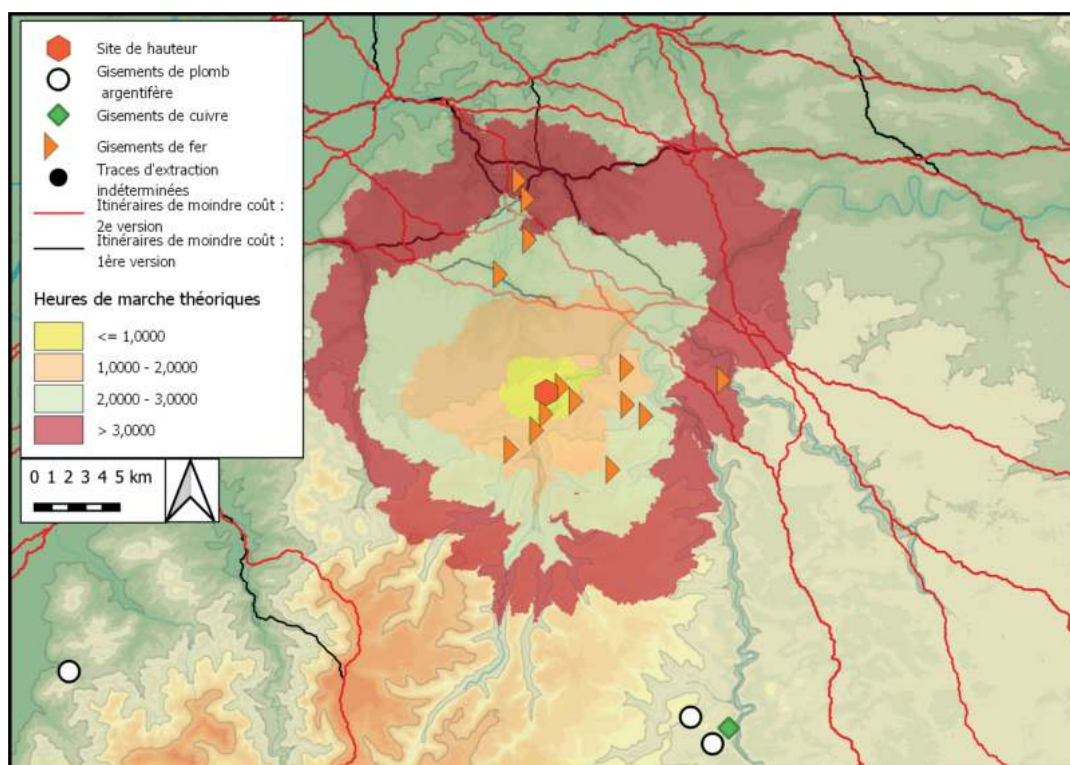 Site de hauteur
Gisements de plomb
argentifère
Gisements de cuivre
Gisements de fer
Traces d'extraction
indéterminées
Itinéraires de moindre coût :
2e version
Itinéraires de moindre coût :
1ère version
Heures de marche théoriques
<= 1,0000
1,0000 - 2,0000
2,0000 - 3,0000
> 3,0000
0 1 2 3 4 5 km